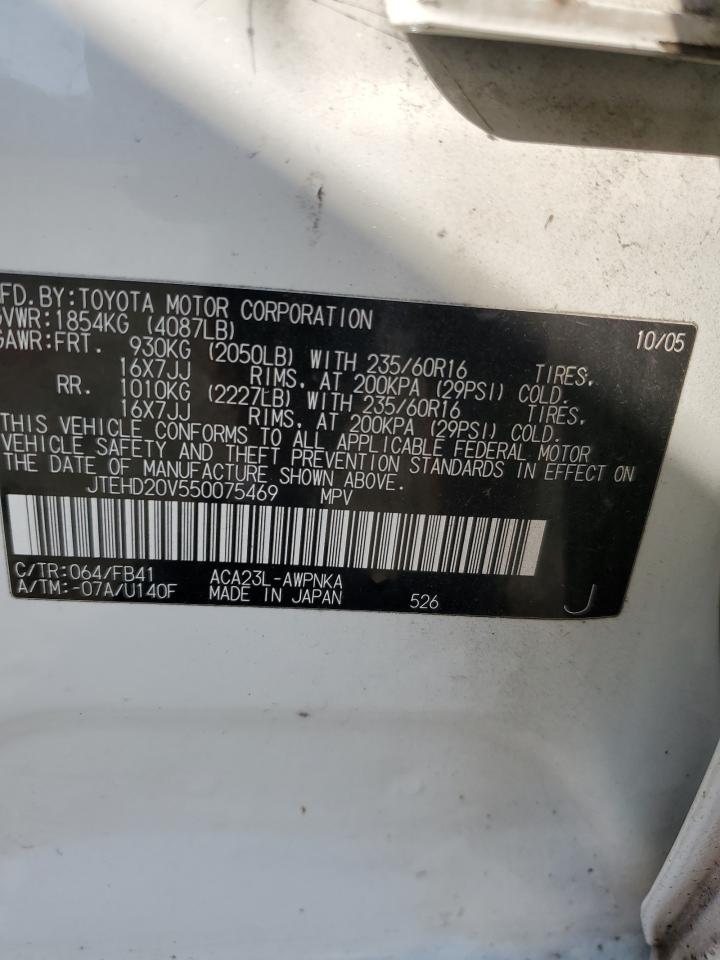 FD.BY:TOYOTA MOTOR CORPORATION 10/05
GVWR:1854KG (4087LB)
GAWR:FRT. 930KG (2050LB) WITH 235/60R16 TIRES,
16X7JJ RIMS, AT 200KPA (29PSI) COLD.
RR. 1010KG (2227LB) WITH 235/60R16 TIRES,
16X7JJ RIMS, AT 200KPA (29PSI) COLD.
THIS VEHICLE CONFORMS TO ALL APPLICABLE FEDERAL MOTOR
VEHICLE SAFETY AND THEFT PREVENTION STANDARDS IN EFFECT ON
THE DATE OF MANUFACTURE SHOWN ABOVE.
JTEHD20V550075469 MPV
C/TR:064/FB41 ACA23L-AWPNKA
A/TM:-07A/U140F MADE IN JAPAN 526 J